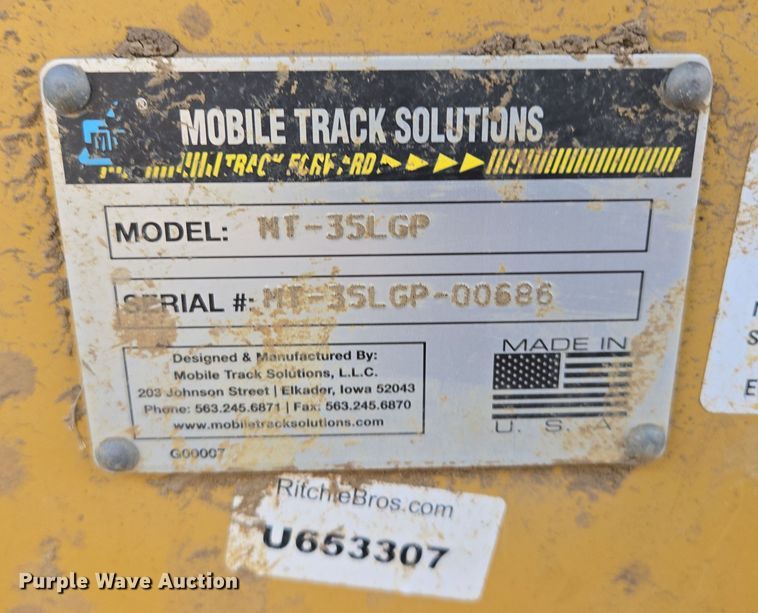 ®
MOBILE TRACK SOLUTIONS
TRACK
MODEL: MT-35LGP
SERIAL #: MT-35LGP-00686
Designed & Manufactured By:
Mobile Track Solutions, L.L.C.
203 Johnson Street | Elkader, Iowa 52043
Phone: 563.245.6871 | Fax: 563.245.6870
www.mobiletracksolutions.com
G00007
MADE IN
U. S. A
RitchieBros.com
U653307
Purple Wave Auction